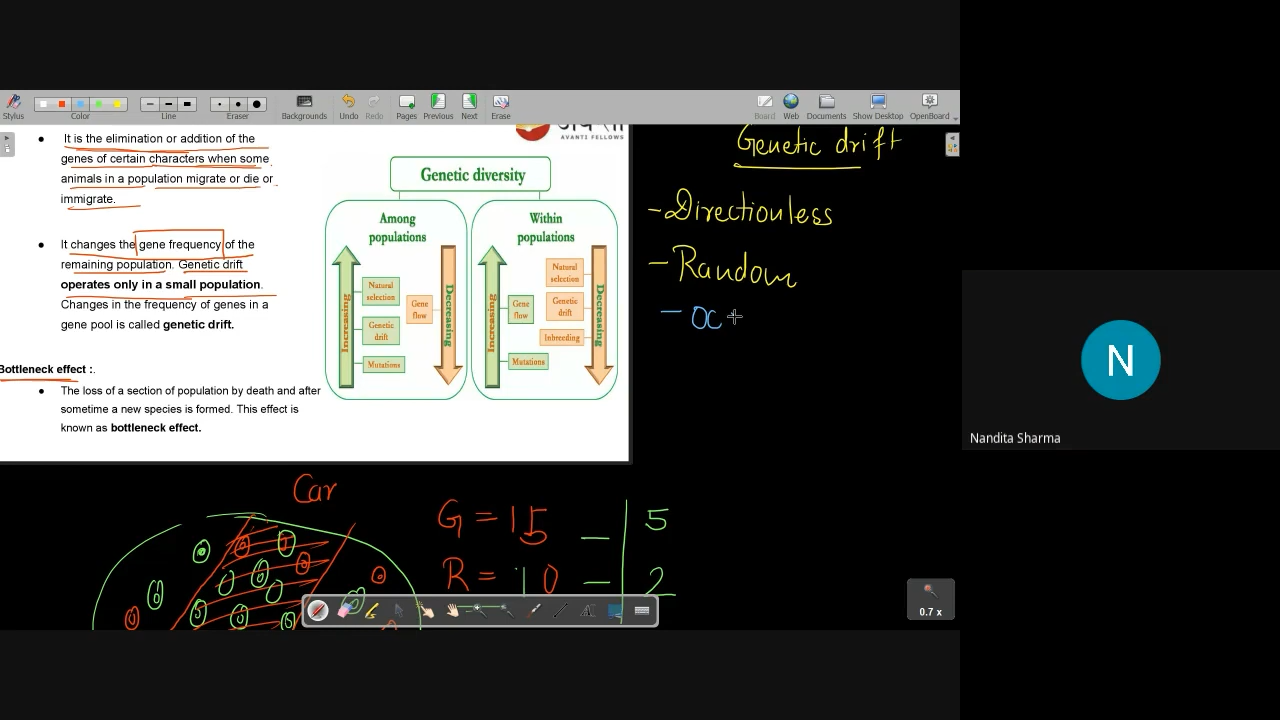 Stylus Color Line Eraser Backgrounds Undo Redo Pages Previous Next Erase Board Web Documents Show Desktop OpenBoard
AVANTI FELLOWS
It is the elimination or addition of the
genes of certain characters when some
animals in a population migrate or die or
immigrate.
It changes the gene frequency of the
remaining population. Genetic drift
operates only in a small population.
Changes in the frequency of genes in a
gene pool is called genetic drift.
Bottleneck effect :.
The loss of a section of population by death and after
sometime a new species is formed. This effect is
known as bottleneck effect.
Genetic diversity
Among
populations
Increasing
Natural
selection
Genetic
drift
Mutations
Gene
flow
Decreasing
Within
populations
Increasing
Gene
flow
Mutations
Natural
selection
Genetic
drift
Inbreeding
Decreasing
Genetic drift
- Directionless
- Random
- OC
Car
G = 15 - 5
R = 10 - 2
0.7 x
N
Nandita Sharma